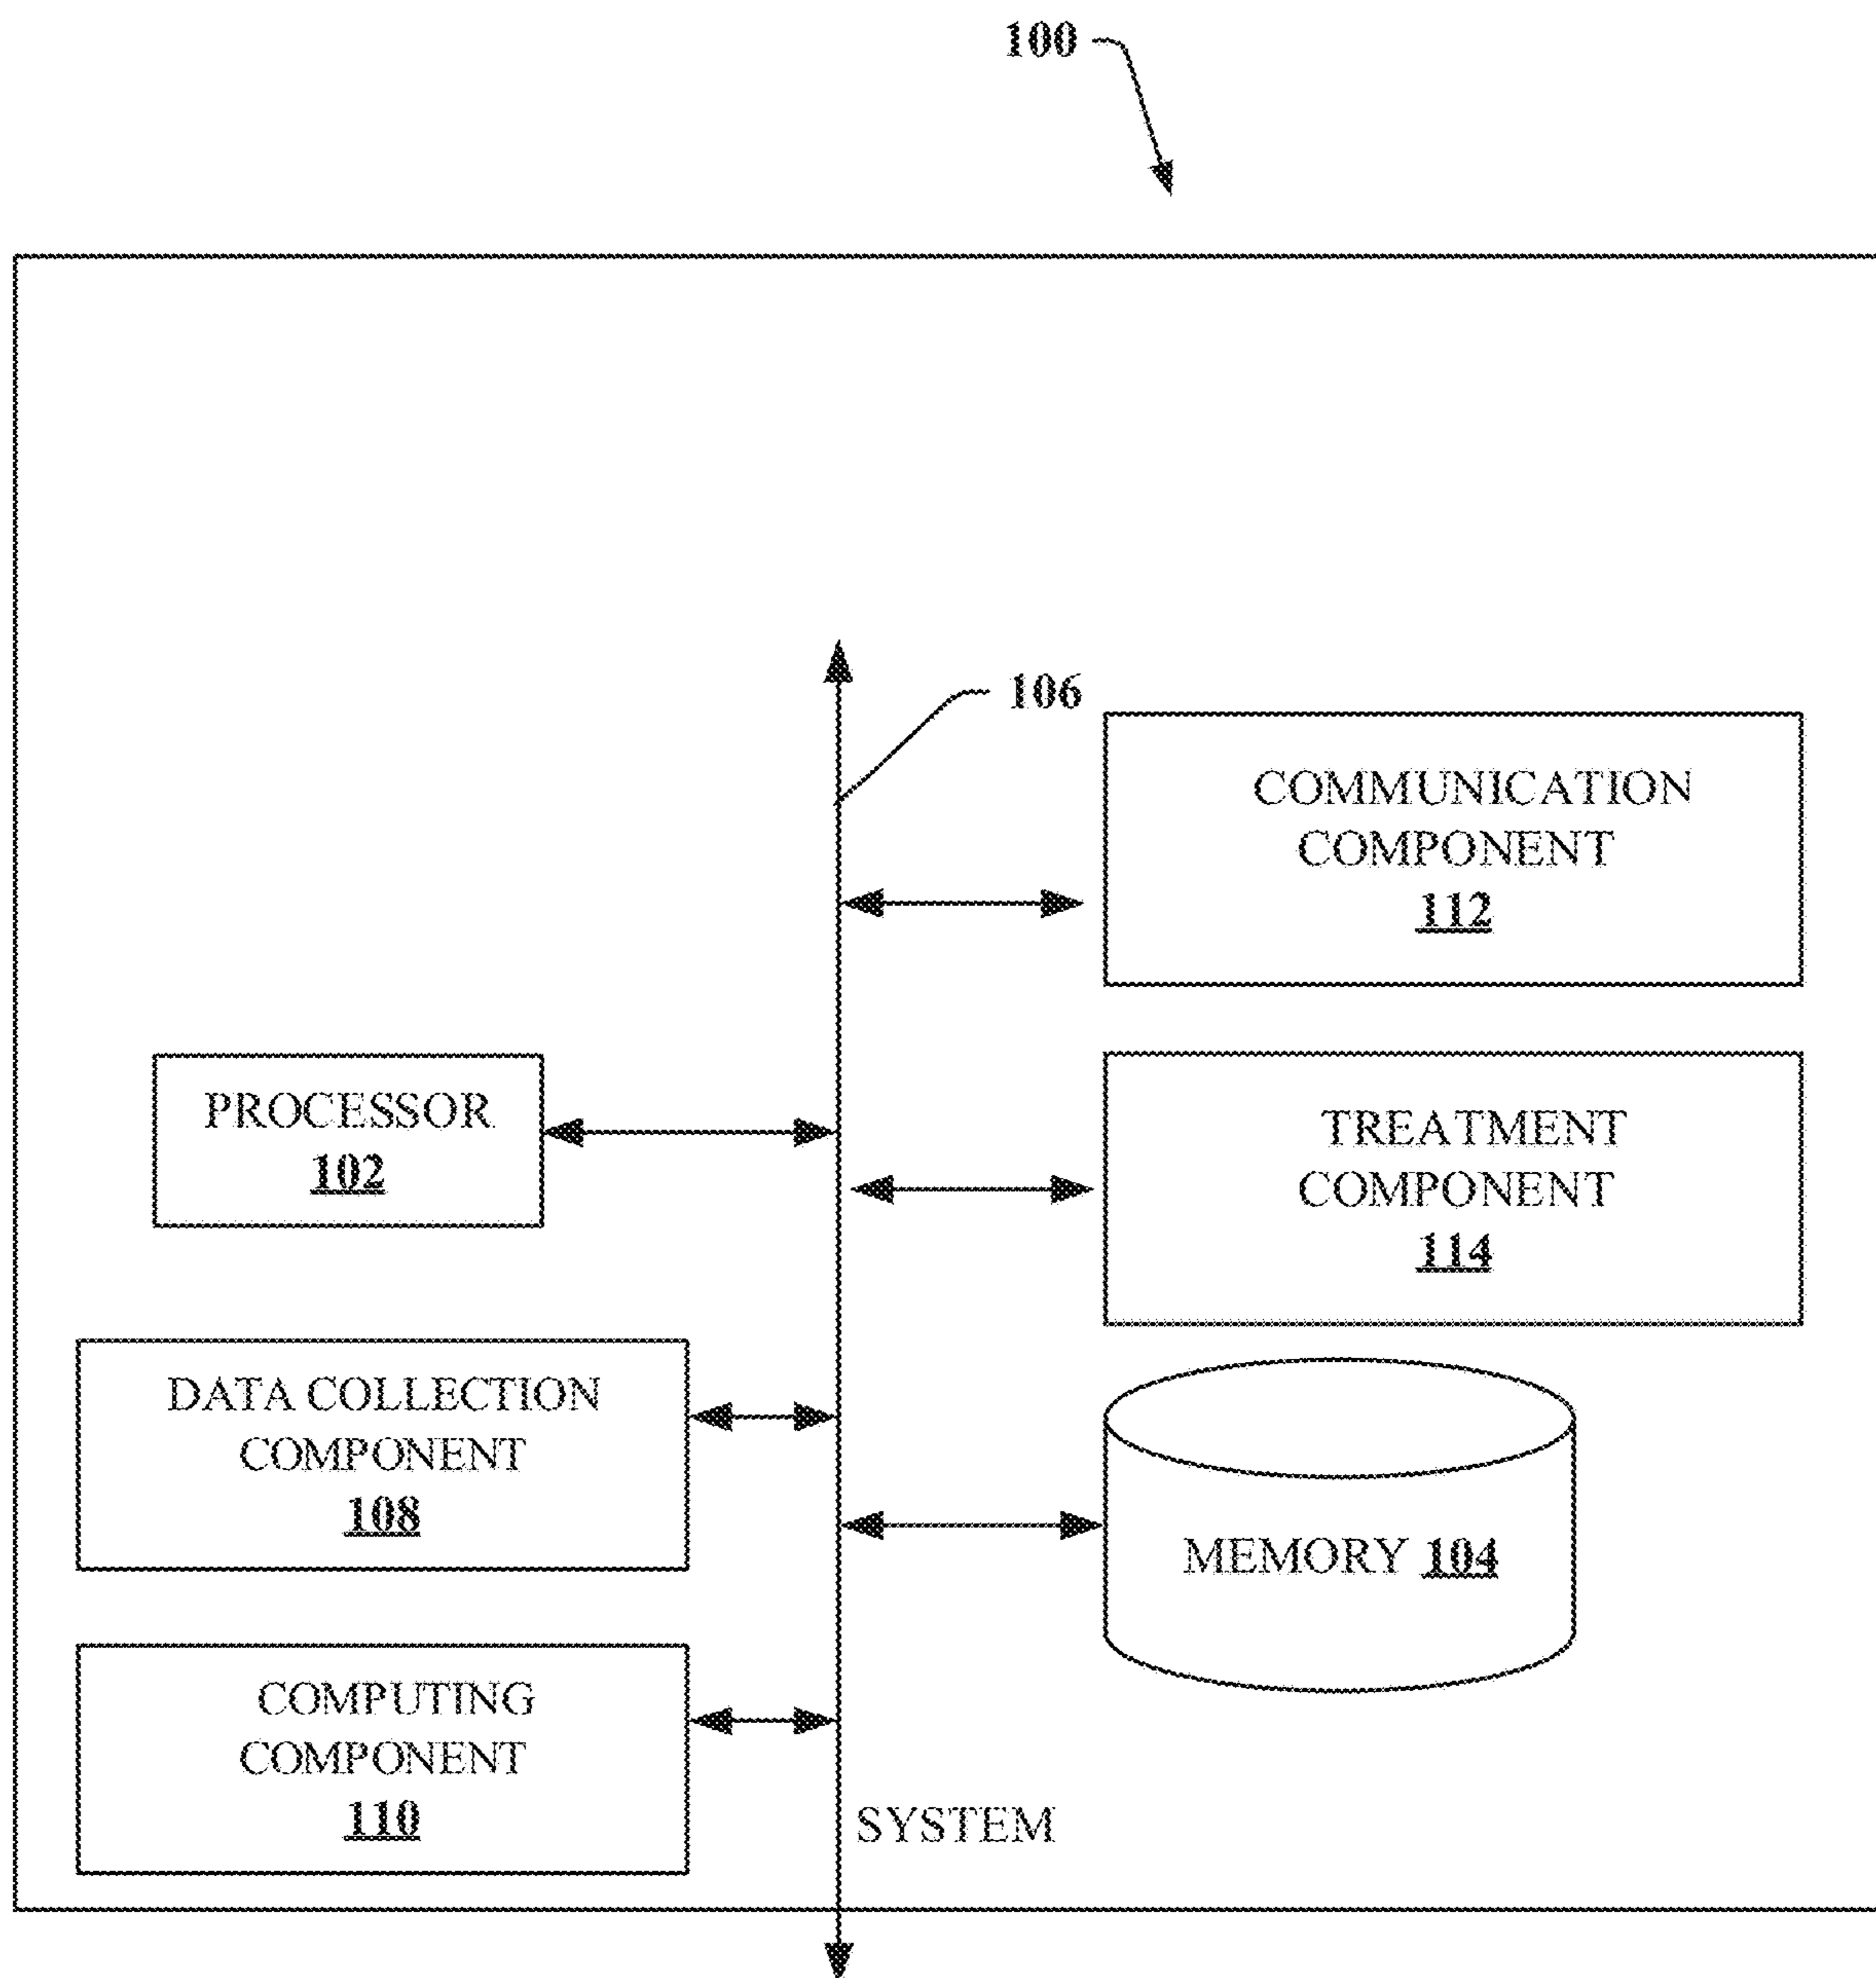 100
106
COMMUNICATION
COMPONENT
112
PROCESSOR
102
TREATMENT
COMPONENT
114
DATA COLLECTION
COMPONENT
108
MEMORY 104
COMPUTING
COMPONENT
110
SYSTEM